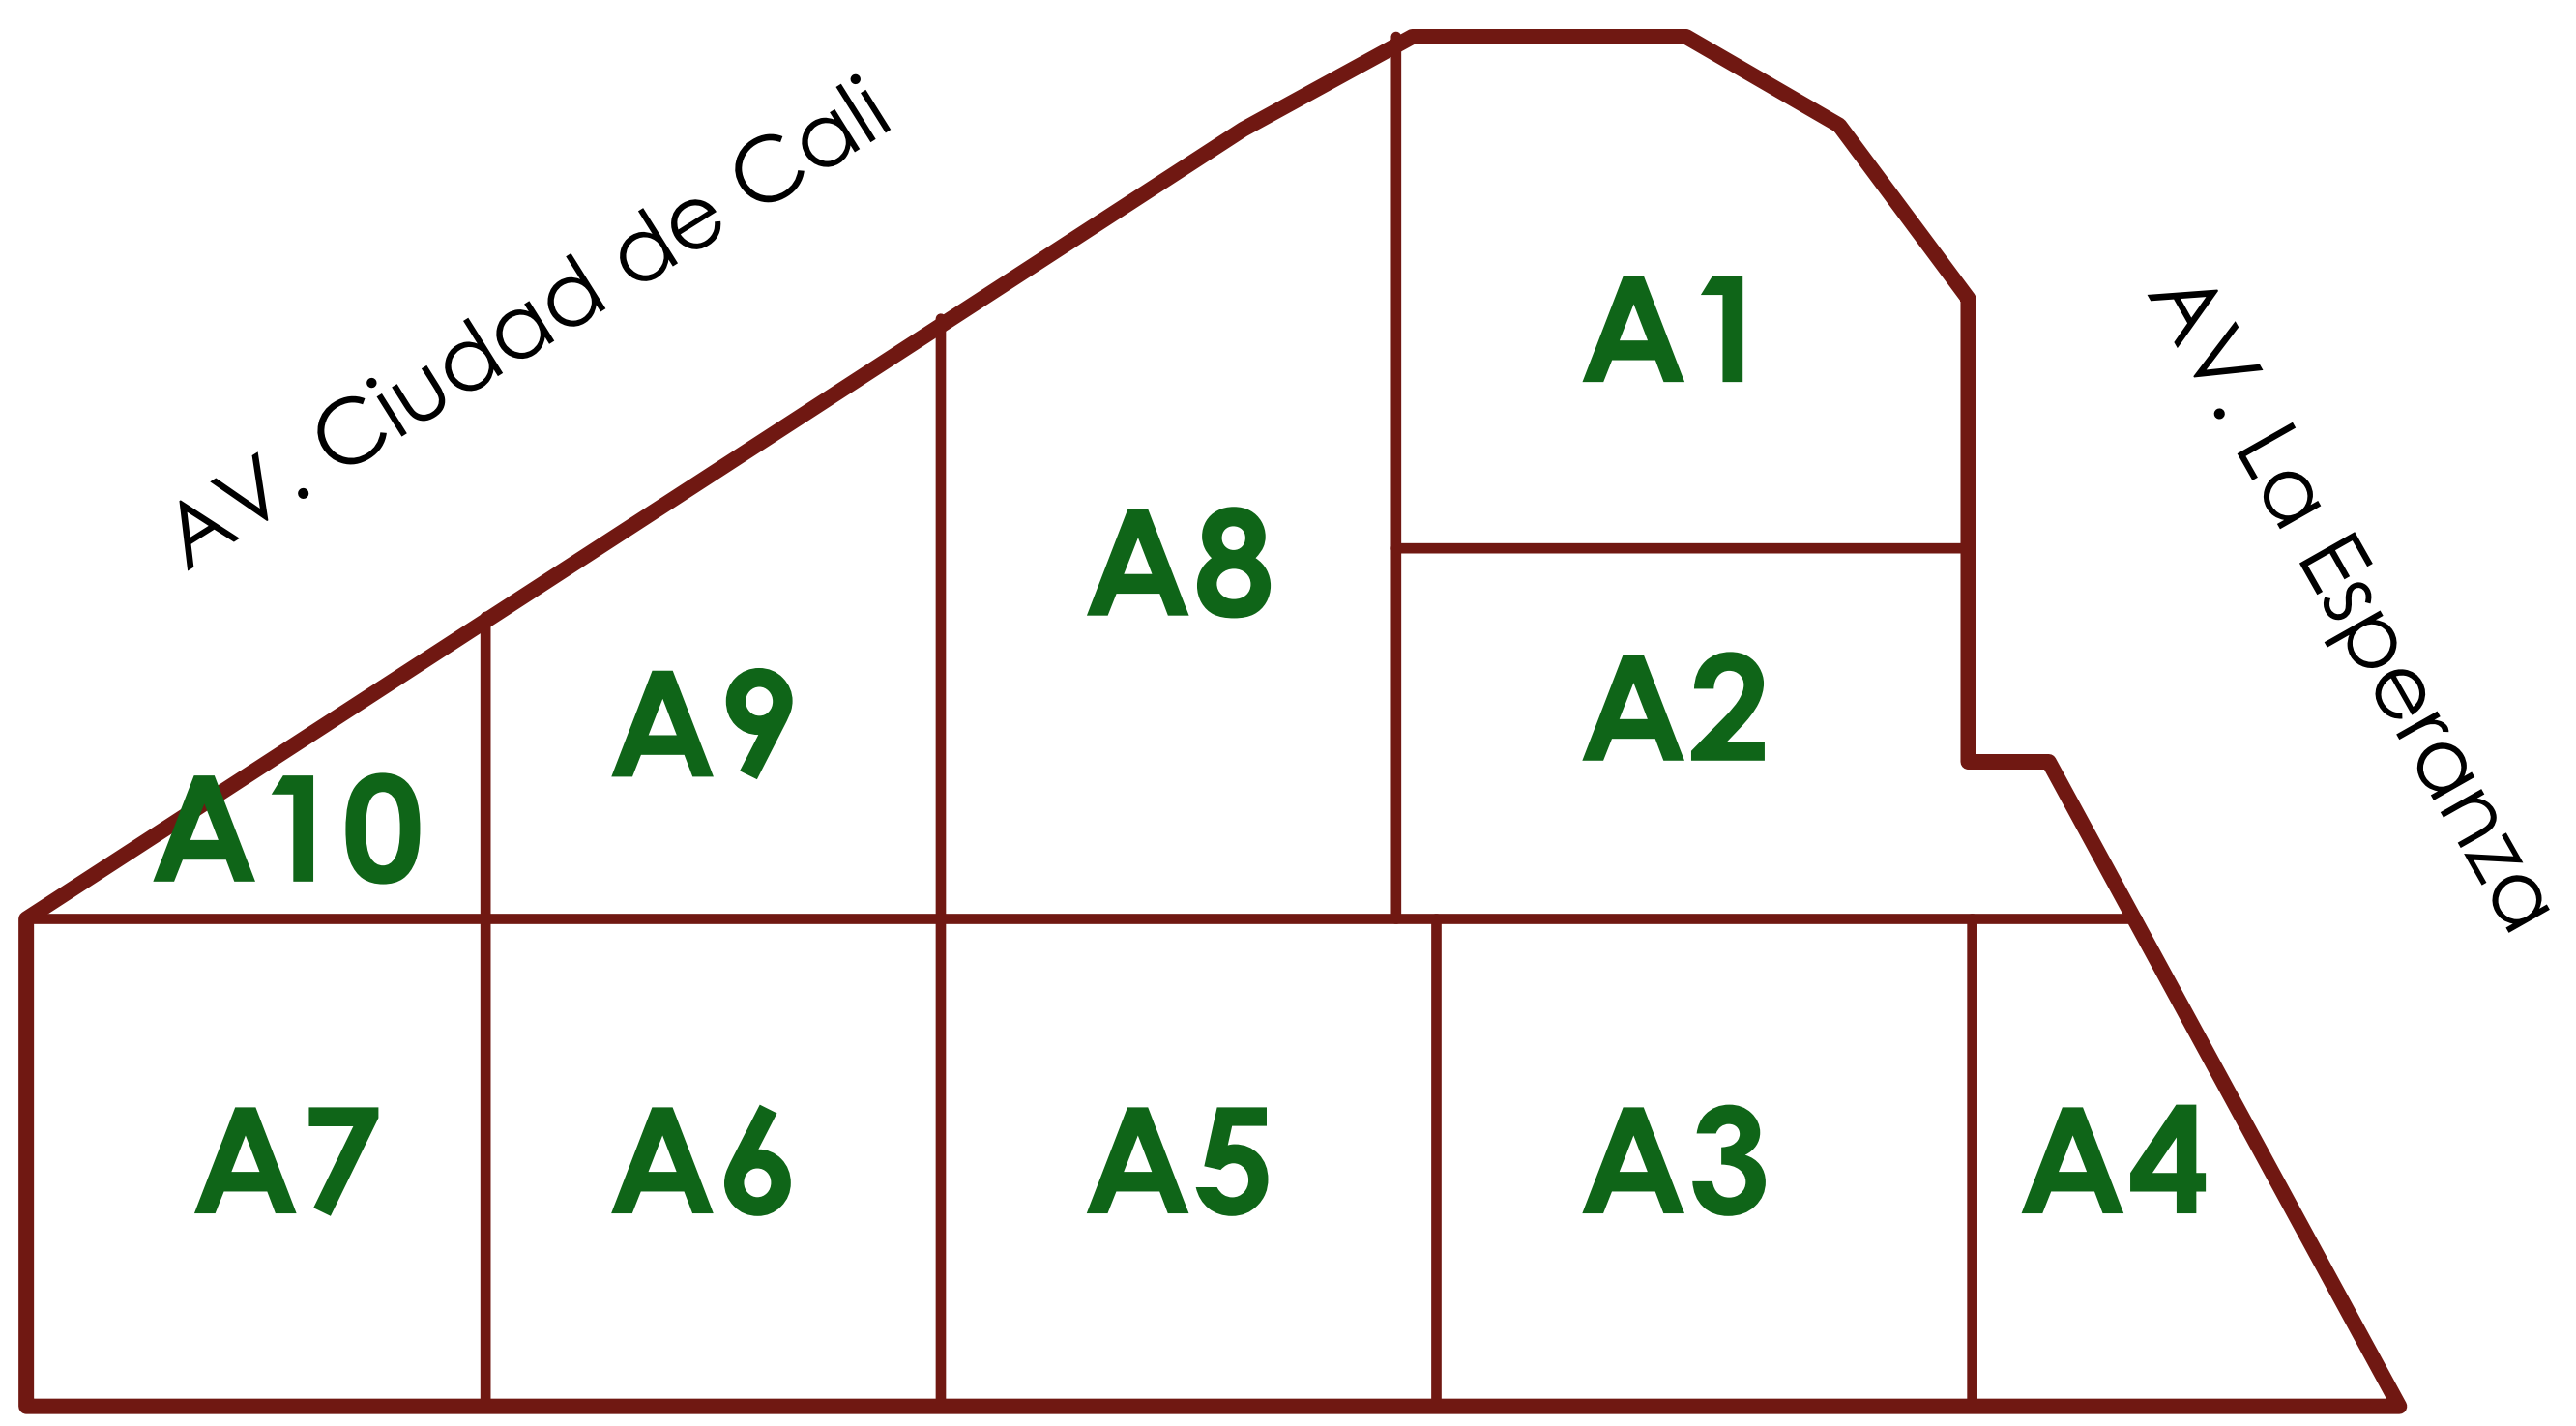 AV. Ciudad de Cali
AV. La Esperanza
A1
A8
A2
A9
A10
A7
A6
A5
A3
A4